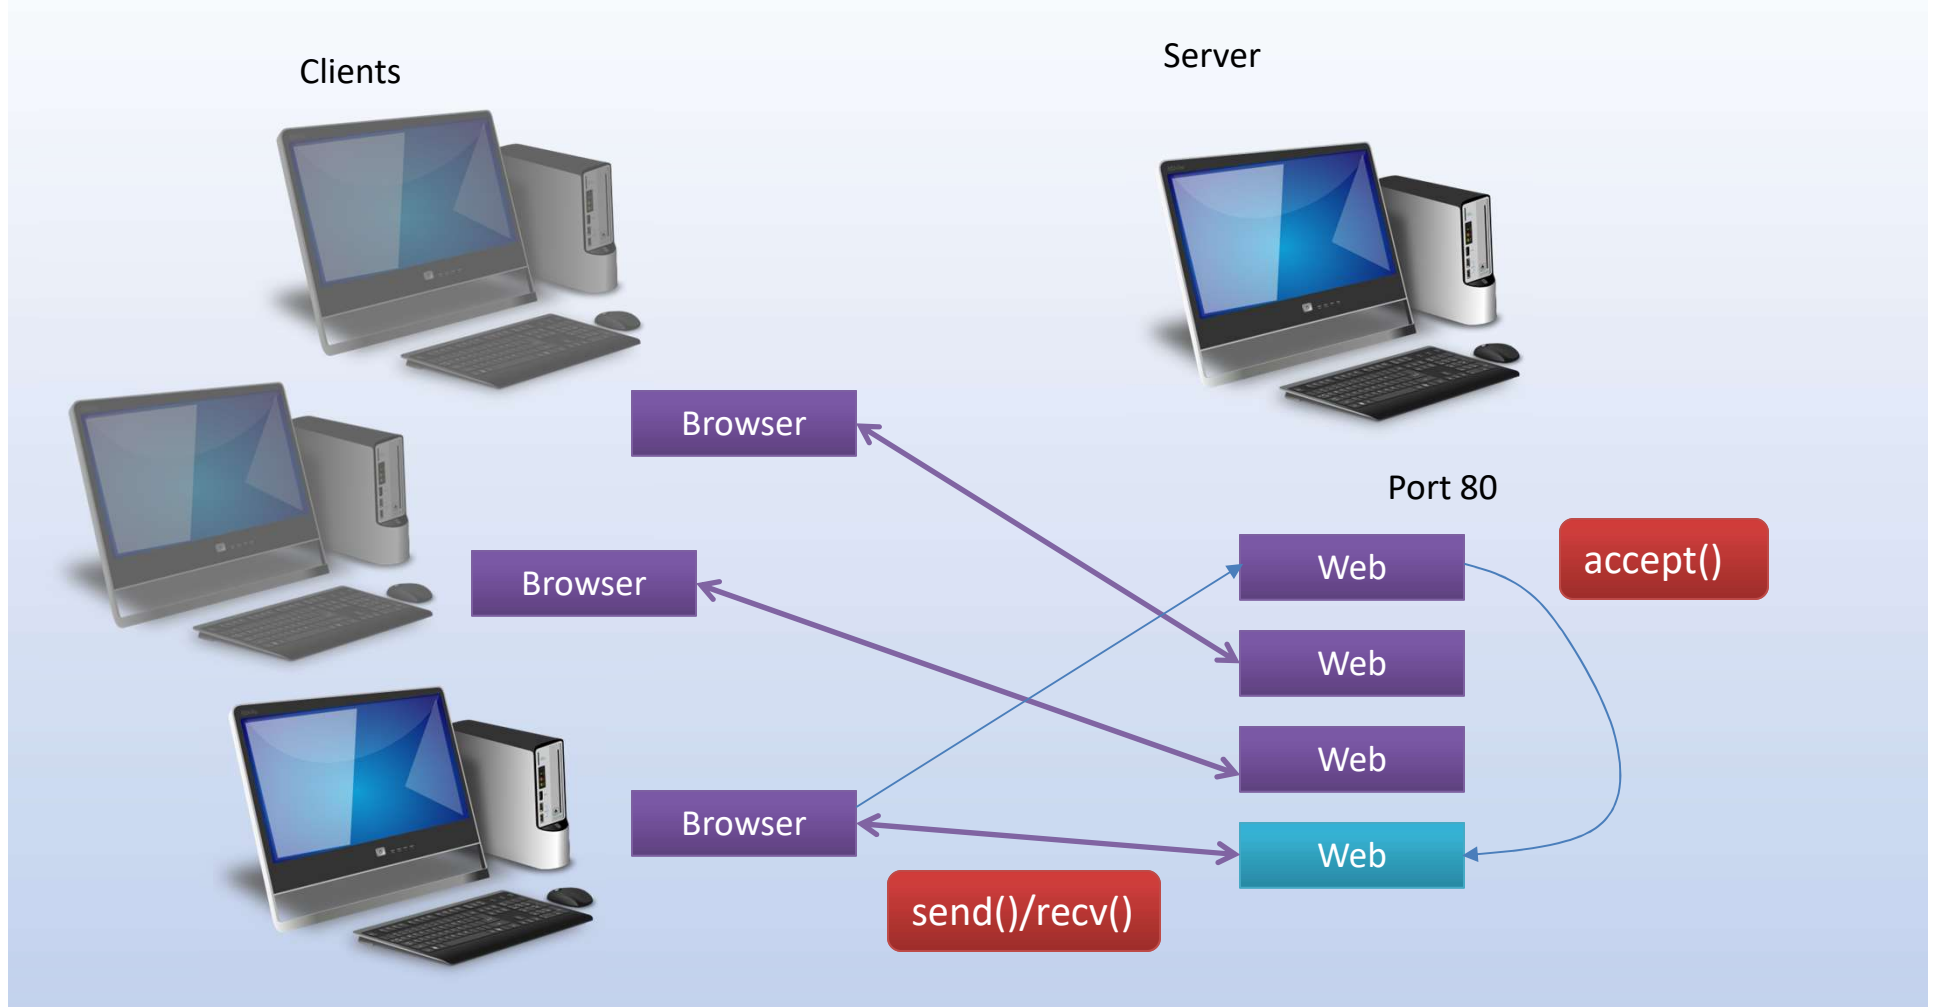 Clients
Server
Browser
Port 80
Web
accept()
Browser
Web
Web
Browser
Web
send()/recv()